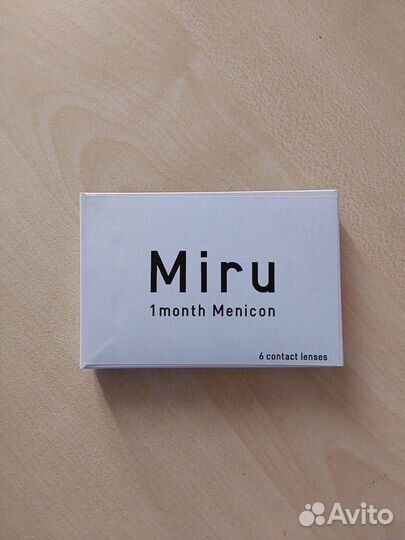 Miru
1month Menicon
6 contact lenses
Avito